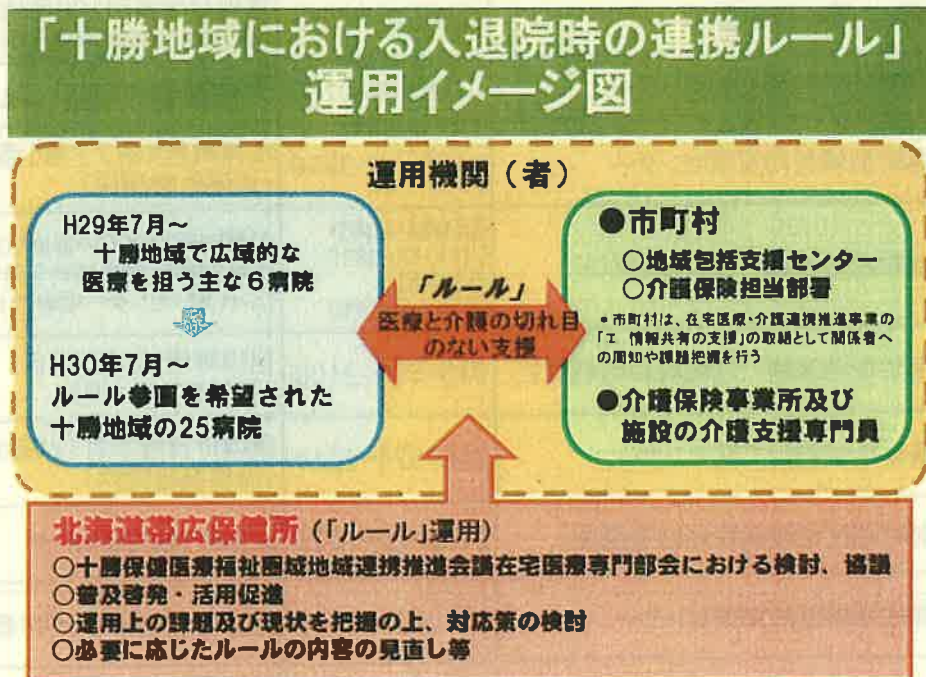 「十勝地域における入退院時の連携ルール」
運用イメージ図
運用機関(者)
H29年7月~
十勝地域で広域的な
医療を担う主な6病院
H30年7月~
ルール参画を希望された
十勝地域の25病院
「ルール」
医療と介護の切れ目
のない支援
●市町村
○地域包括支援センター
○介護保険担当部署
*市町村は、在宅医療・介護連携推進事業の
「エ 情報共有の支援」の取組として関係者へ
の周知や課題把握を行う
●介護保険事業所及び
施設の介護支援専門員
北海道帯広保健所(「ルール」運用)
○十勝保健医療福祉圏域地域連携推進会議在宅医療専門部会における検討、協議
○普及啓発・活用促進
○運用上の課題及び現状を把握の上、対応策の検討
○必要に応じたルールの内容の見直し等